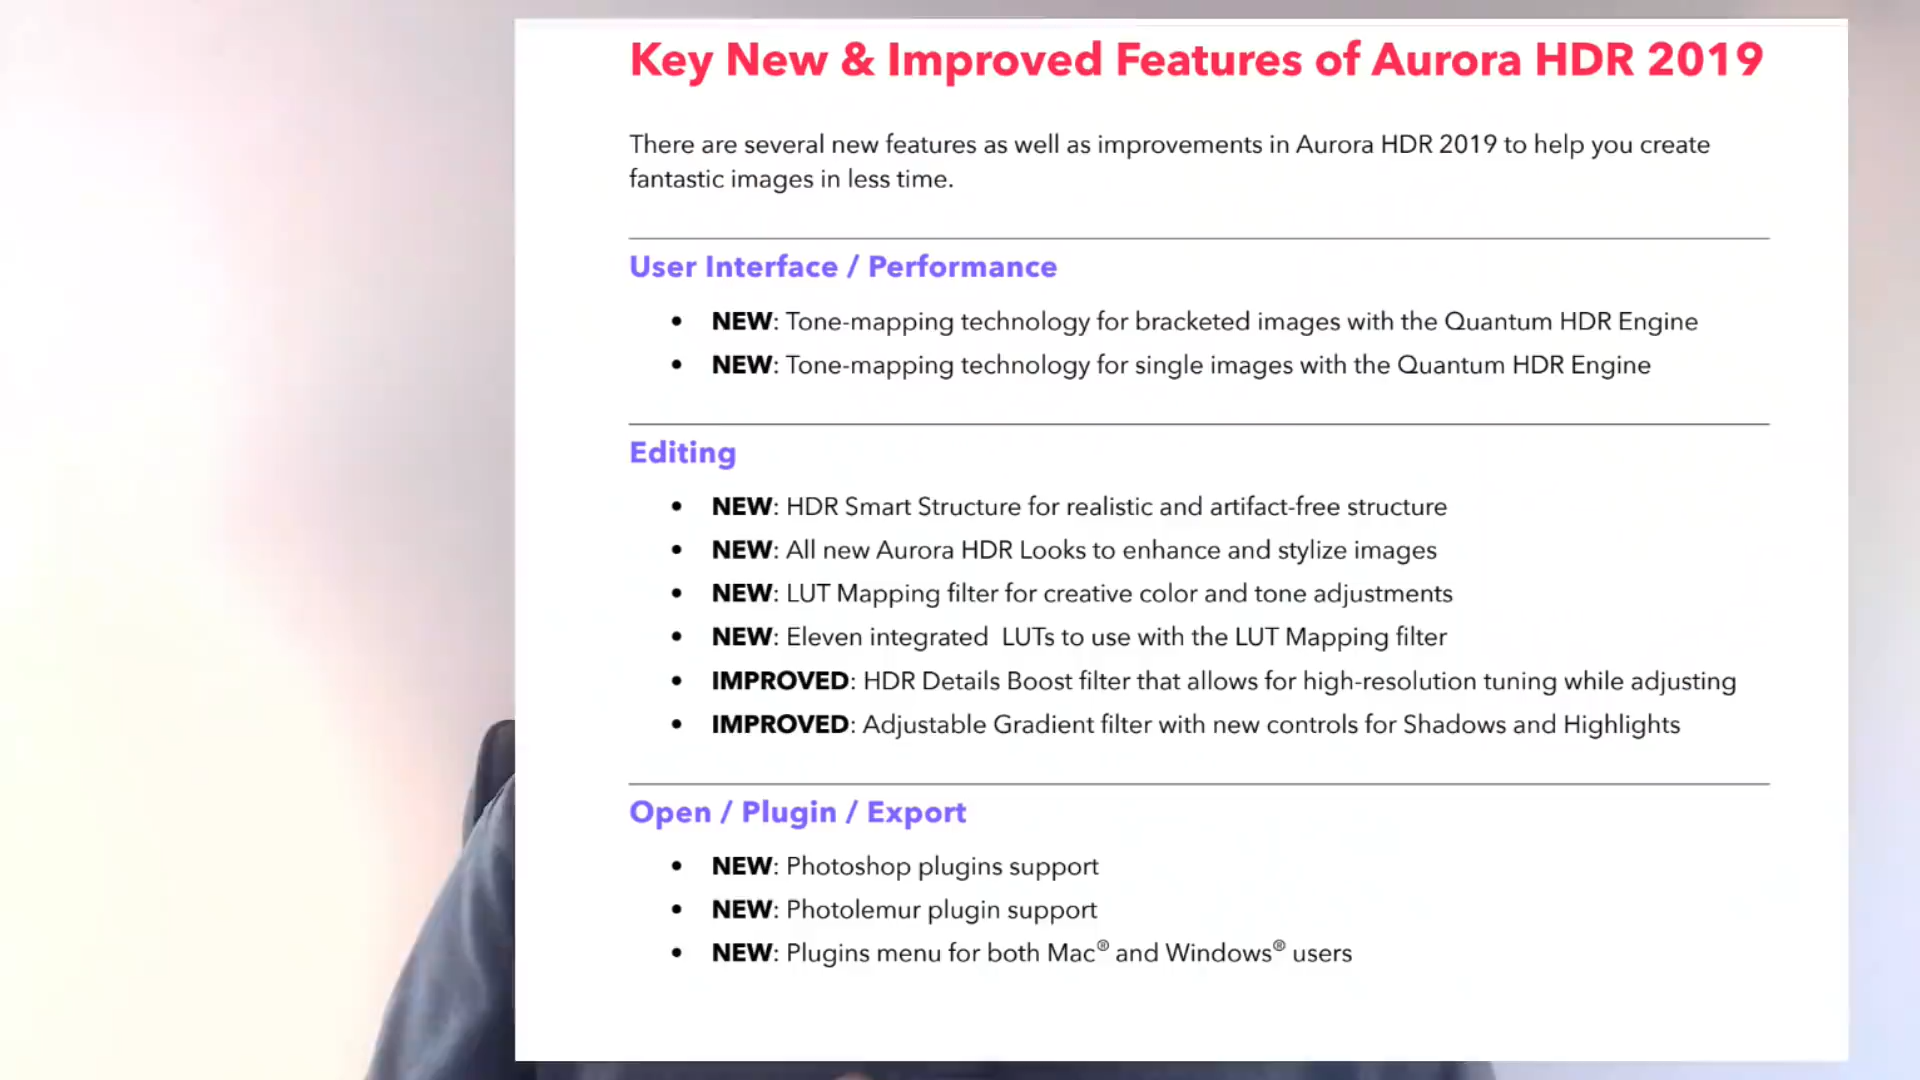 Key New & Improved Features of Aurora HDR 2019
There are several new features as well as improvements in Aurora HDR 2019 to help you create
fantastic images in less time.
User Interface / Performance
• NEW: Tone-mapping technology for bracketed images with the Quantum HDR Engine
• NEW: Tone-mapping technology for single images with the Quantum HDR Engine
Editing
• NEW: HDR Smart Structure for realistic and artifact-free structure
• NEW: All new Aurora HDR Looks to enhance and stylize images
• NEW: LUT Mapping filter for creative color and tone adjustments
• NEW: Eleven integrated  LUTs to use with the LUT Mapping filter
• IMPROVED: HDR Details Boost filter that allows for high-resolution tuning while adjusting
• IMPROVED: Adjustable Gradient filter with new controls for Shadows and Highlights
Open / Plugin / Export
• NEW: Photoshop plugins support
• NEW: Photolemur plugin support
• NEW: Plugins menu for both Mac® and Windows® users